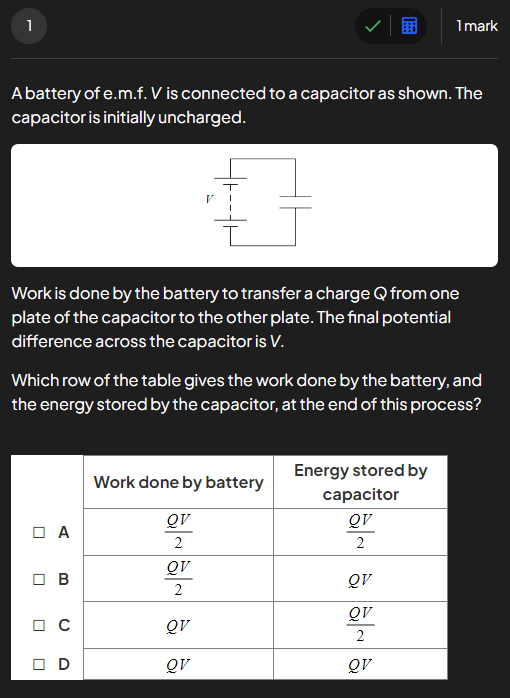 1
1 mark
A battery of e.m.f. V is connected to a capacitor as shown. The
capacitor is initially uncharged.
V
Work is done by the battery to transfer a charge Q from one
plate of the capacitor to the other plate. The final potential
difference across the capacitor is V.
Which row of the table gives the work done by the battery, and
the energy stored by the capacitor, at the end of this process?
Work done by battery
Energy stored by
capacitor
☐ A QV/2 QV/2
☐ B QV/2 QV
☐ C QV QV/2
☐ D QV QV